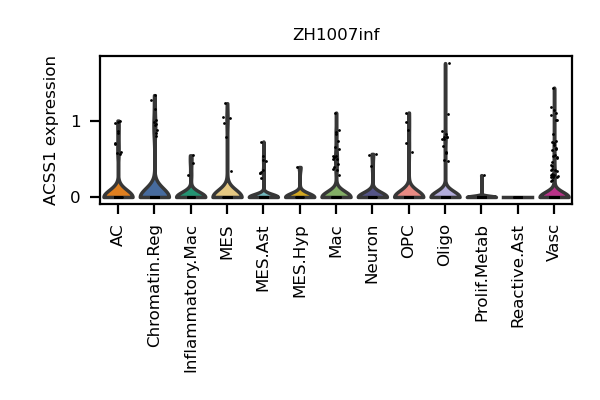 ZH1007inf
ACSS1 expression
1
0
AC
Chromatin.Reg
Inflammatory.Mac
MES
MES.Ast
MES.Hyp
Mac
Neuron
OPC
Oligo
Prolif.Metab
Reactive.Ast
Vasc